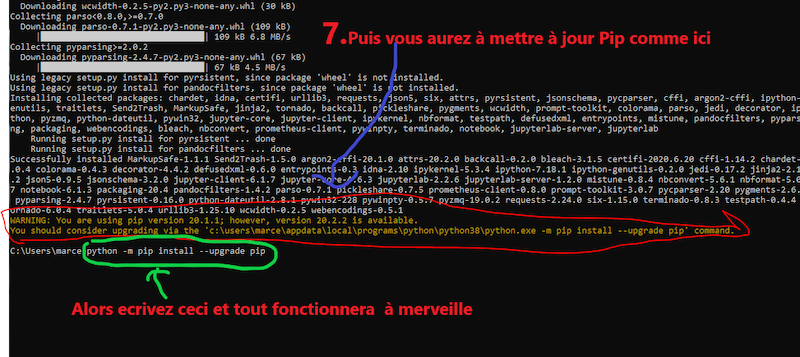 Downloading wcwidth-0.2.5-py2.py3-none-any.whl (30 kB)
Collecting parso<0.8.0,>=0.7.0
Downloading parso-0.7.1-py2.py3-none-any.whl (109 kB)
109 kB 6.8 MB/s
7.Puis vous aurez à mettre à jour Pip comme ici
Collecting pyparsing>=2.0.2
Downloading pyparsing-2.4.7-py2.py3-none-any.whl (67 kB)
67 kB 4.5 MB/s
Using legacy setup.py install for pyrsistent, since package 'wheel' is not installed.
Using legacy setup.py install for pandocfilters, since package 'wheel' is not installed.
Installing collected packages: chardet, idna, certifi, urllib3, requests, json5, six, attrs, pyrsistent, jsonschema, pycparser, cffi, argon2-cffi, ipython-
genutils, traitlets, Send2Trash, MarkupSafe, jinja2, tornado, backcall, pickleshare, pygments, wcwidth, prompt-toolkit, colorama, parso, jedi, decorator, ipy
thon, pyzmq, python-dateutil, pywin32, jupyter-core, jupyter-client, ipykernel, nbformat, testpath, defusedxml, entrypoints, mistune, pandocfilters, pyparsi
ng, packaging, webencodings, bleach, nbconvert, prometheus-client, pywinpty, terminado, notebook, jupyterlab-server, jupyterlab
Running setup.py install for pyrsistent ... done
Running setup.py install for pandocfilters ... done
Successfully installed MarkupSafe-1.1.1 Send2Trash-1.5.0 argon2-cffi-20.1.0 attrs-20.2.0 backcall-0.2.0 bleach-3.1.5 certifi-2020.6.20 cffi-1.14.2 chardet-
.0.4 colorama-0.4.3 decorator-4.4.2 defusedxml-0.6.0 entrypoints-0.3 idna-2.10 ipykernel-5.3.4 ipython-7.18.1 ipython-genutils-0.2.0 jedi-0.17.2 jinja2-2.1
.2 json5-0.9.5 jsonschema-3.2.0 jupyter-client-6.1.7 jupyter-core-4.6.3 jupyterlab-2.2.6 jupyterlab-server-1.2.0 mistune-0.8.4 nbconvert-5.6.1 nbformat-5.
7 notebook-6.1.3 packaging-20.4 pandocfilters-1.4.2 parso-0.7.1 pickleshare-0.7.5 prometheus-client-0.8.0 prompt-toolkit-3.0.7 pycparser-2.20 pygments-2.6.
pyparsing-2.4.7 pyrsistent-0.16.0 python-dateutil-2.8.1 pywin32-228 pywinpty-0.5.7 pyzmq-19.0.2 requests-2.24.0 six-1.15.0 terminado-0.8.3 testpath-0.4.4
urnado-6.0.4 traitlets-5.0.4 urllib3-1.25.10 wcwidth-0.2.5 webencodings-0.5.1
WARNING: You are using pip version 20.1.1; however, version 20.2.2 is available.
You should consider upgrading via the 'c:\users\marce\appdata\local\programs\python\python38\python.exe -m pip install --upgrade pip' command.
C:\Users\marce>python -m pip install --upgrade pip
Alors ecrivez ceci et tout fonctionnera à merveille